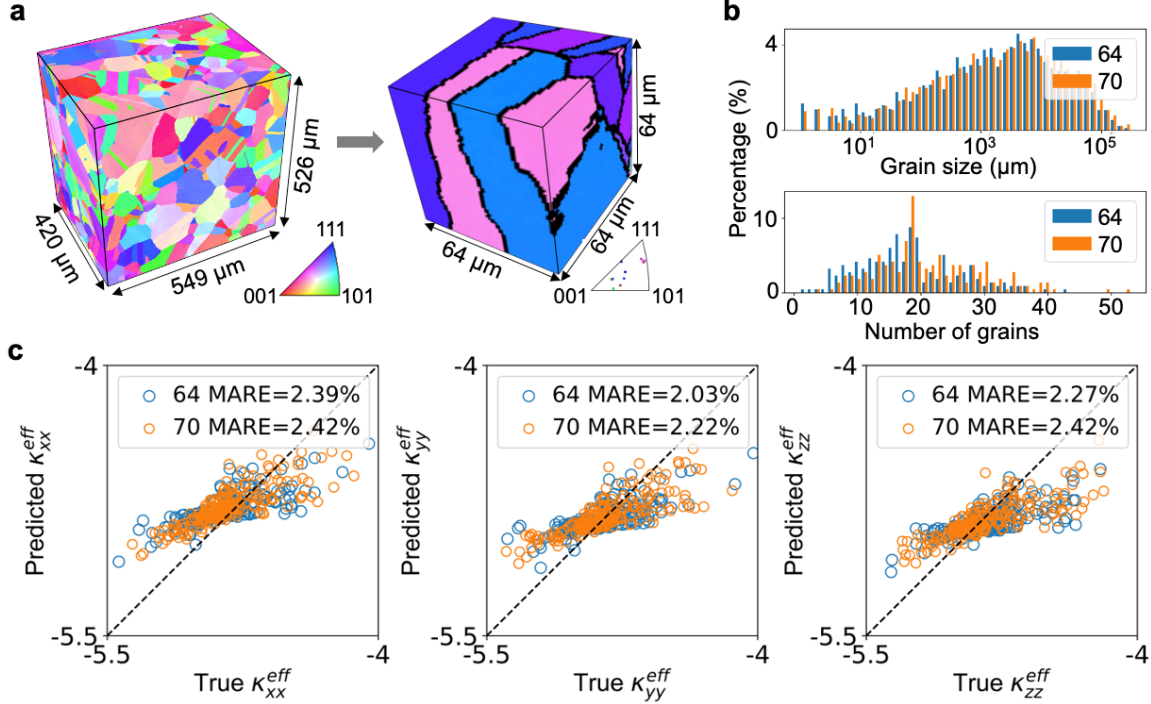 a
420 µm
549 µm
526 µm
111
001
101
64 µm
64 µm
64 µm
111
001
101
b
Percentage (%)
4
0
64
70
10¹
10³
10⁵
Grain size (µm)
10
0
64
70
0
10
20
30
40
50
Number of grains
c
-4
64 MARE=2.39%
70 MARE=2.42%
Predicted κ_xx^eff
-5.5
-5.5
-4
True κ_xx^eff
-4
64 MARE=2.03%
70 MARE=2.22%
Predicted κ_yy^eff
-5.5
-5.5
-4
True κ_yy^eff
-4
64 MARE=2.27%
70 MARE=2.42%
Predicted κ_zz^eff
-5.5
-5.5
-4
True κ_zz^eff